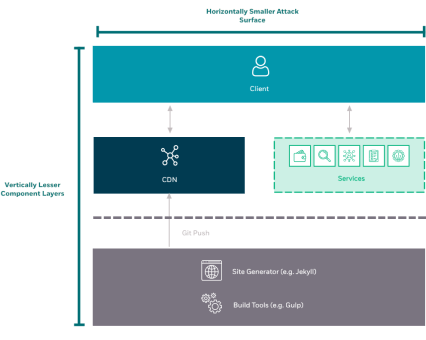 Horizontally Smaller Attack
Surface
Client
CDN
Services
Vertically Lesser
Component Layers
Git Push
Site Generator (e.g. Jekyll)
Build Tools (e.g. Gulp)